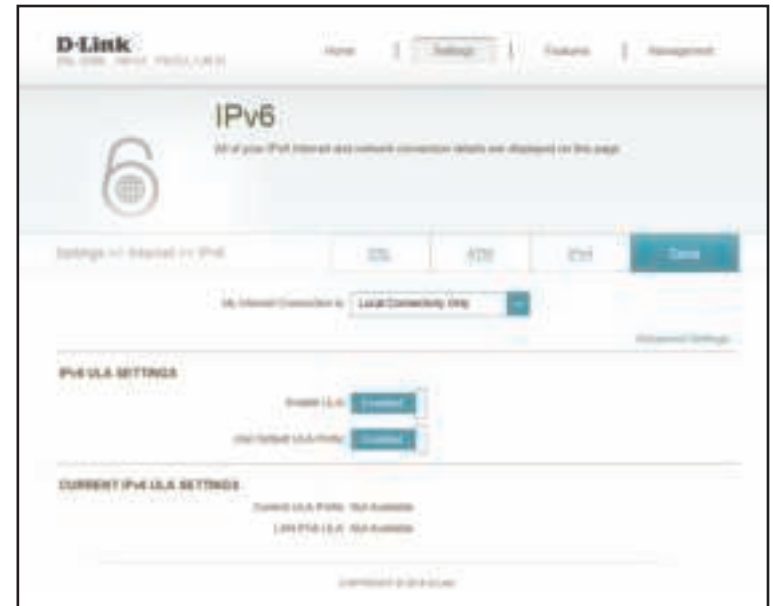 D-Link
Home | Settings | Features | Management
IPv6
All of your IPv6 Internet and network connection details are displayed on this page.
Settings >> Internet >> IPv6
IPv4
My Internet Connection is: Local Connectivity Only
Advanced Settings...
IPv6 ULA SETTINGS
Enable ULA: Enabled
Use Default ULA Prefix: Enabled
CURRENT IPv6 ULA SETTINGS
Current ULA Prefix: Not Available
LAN IPv6 ULA: Not Available
COPYRIGHT © D-Link